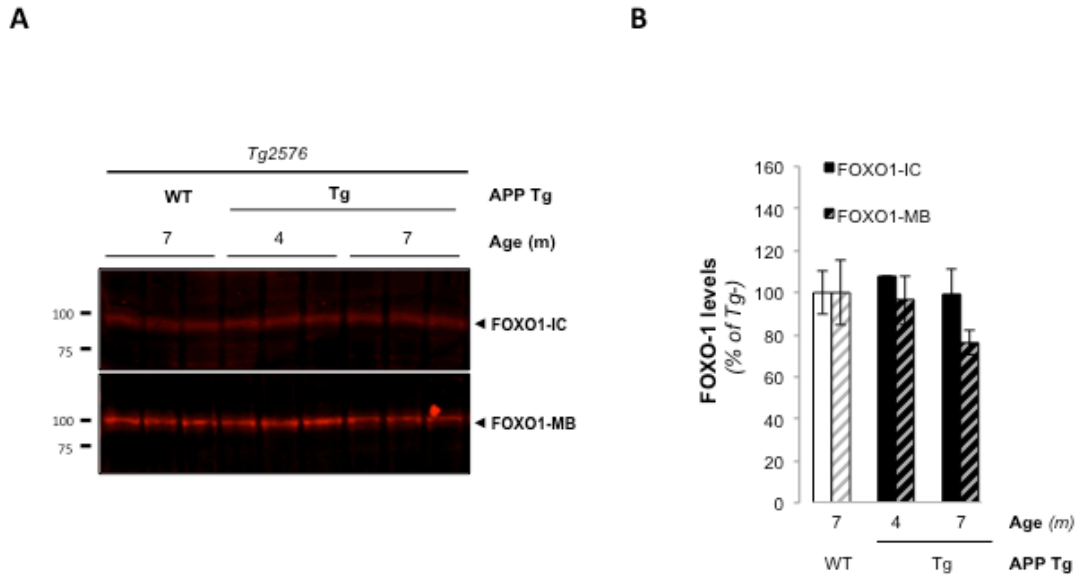 A
Tg2576
WT Tg APP Tg
7 4 7 Age (m)
100
75
◄ FOXO1-IC
100
75
◄ FOXO1-MB
B
FOXO-1 levels
(% of Tg-)
160
140
120
100
80
60
40
20
0
FOXO1-IC
FOXO1-MB
7 4 7 Age (m)
WT Tg APP Tg